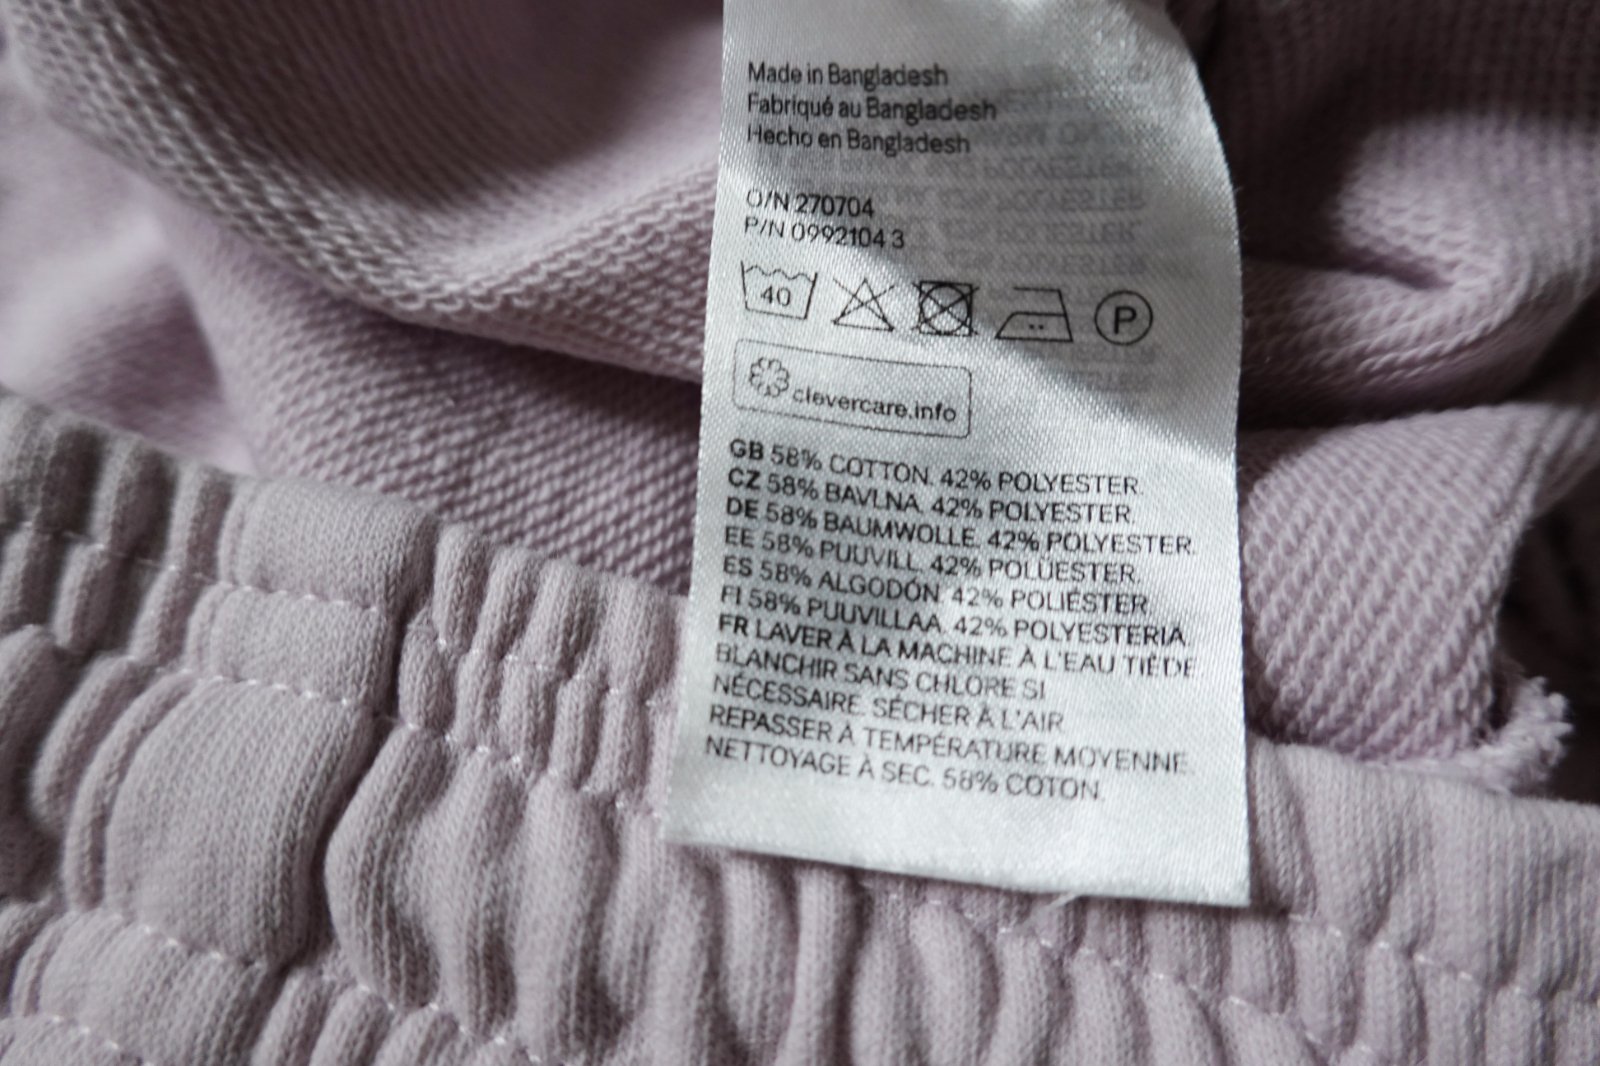 Made in Bangladesh
Fabriqué au Bangladesh
Hecho en Bangladesh
O/N 270704
P/N 0992104 3
40 P
clevercare.info
GB 58% COTTON. 42% POLYESTER.
CZ 58% BAVLNA. 42% POLYESTER.
DE 58% BAUMWOLLE. 42% POLYESTER.
EE 58% PUUVILL. 42% POLÜESTER.
ES 58% ALGODÓN. 42% POLIÉSTER.
FI 58% PUUVILLAA. 42% POLYESTERIA.
FR LAVER À LA MACHINE À L'EAU TIÈDE
BLANCHIR SANS CHLORE SI
NÉCESSAIRE. SÉCHER À L'AIR
REPASSER À TEMPÉRATURE MOYENNE.
NETTOYAGE À SEC. 58% COTON.